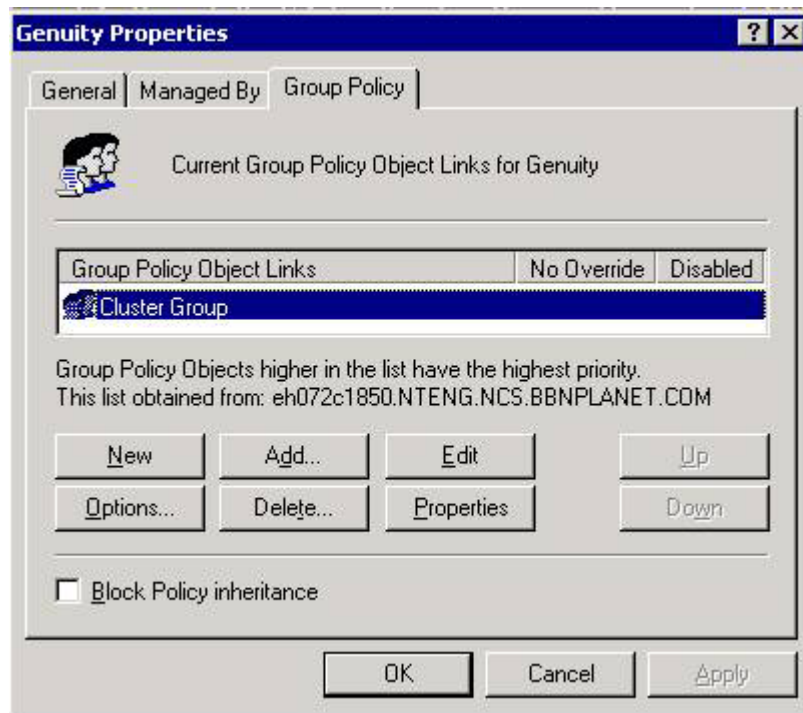 Genuity Properties
General Managed By Group Policy
Current Group Policy Object Links for Genuity
Group Policy Object Links No Override Disabled
Cluster Group
Group Policy Objects higher in the list have the highest priority.
This list obtained from: eh072c1850.NTENG.NCS.BBNPLANET.COM
New Add... Edit Up
Options... Delete... Properties Down
Block Policy inheritance
OK Cancel Apply